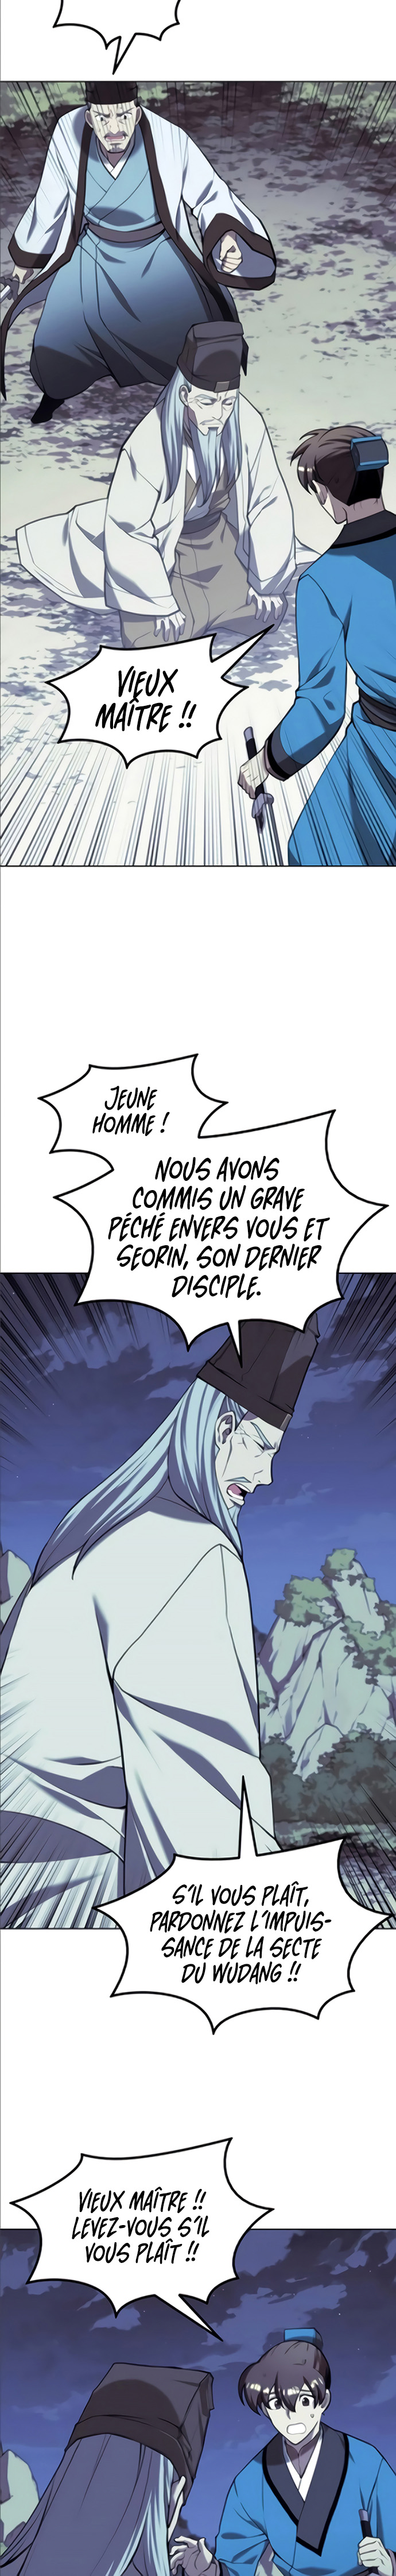 VIEUX
MAÎTRE !!
JEUNE
HOMME !
NOUS AVONS
COMMIS UN GRAVE
PÉCHÉ ENVERS VOUS ET
SEORIN, SON DERNIER
DISCIPLE.
S'IL VOUS PLAÎT,
PARDONNEZ L'IMPUIS-
SANCE DE LA SECTE
DU WUDANG !!
VIEUX MAÎTRE !!
LEVEZ-VOUS S'IL
VOUS PLAÎT !!